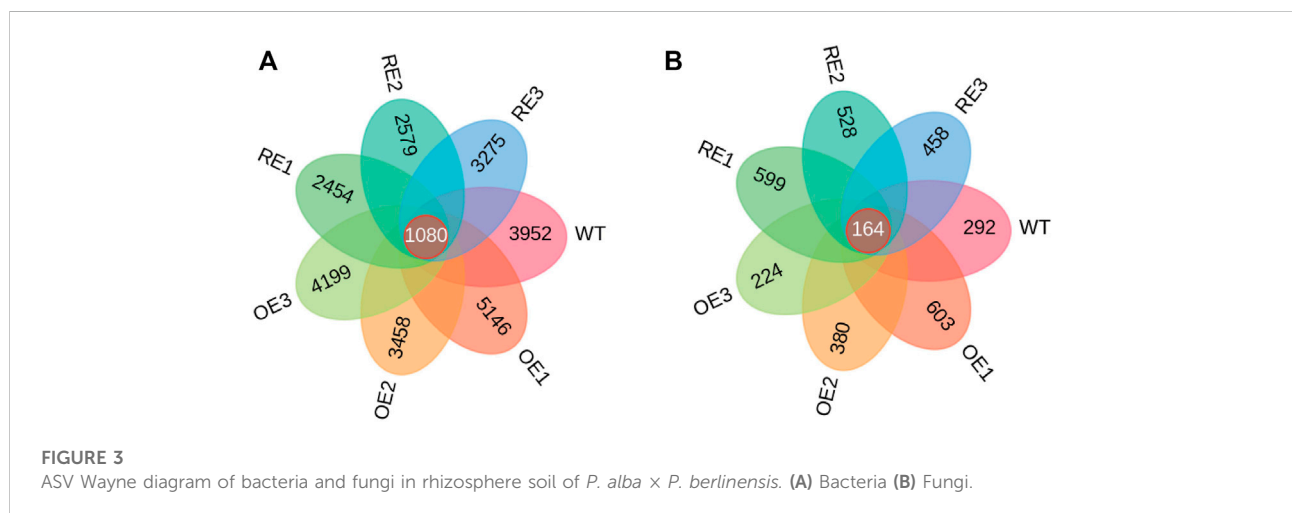 A
RE2
2579
RE3
3275
RE1
2454
1080
3952
WT
OE3
4199
OE2
3458
OE1
5146
B
RE2
528
RE3
458
RE1
599
164
292
WT
OE3
224
OE2
380
OE1
603
FIGURE 3
ASV Wayne diagram of bacteria and fungi in rhizosphere soil of P. alba × P. berlinensis. (A) Bacteria (B) Fungi.